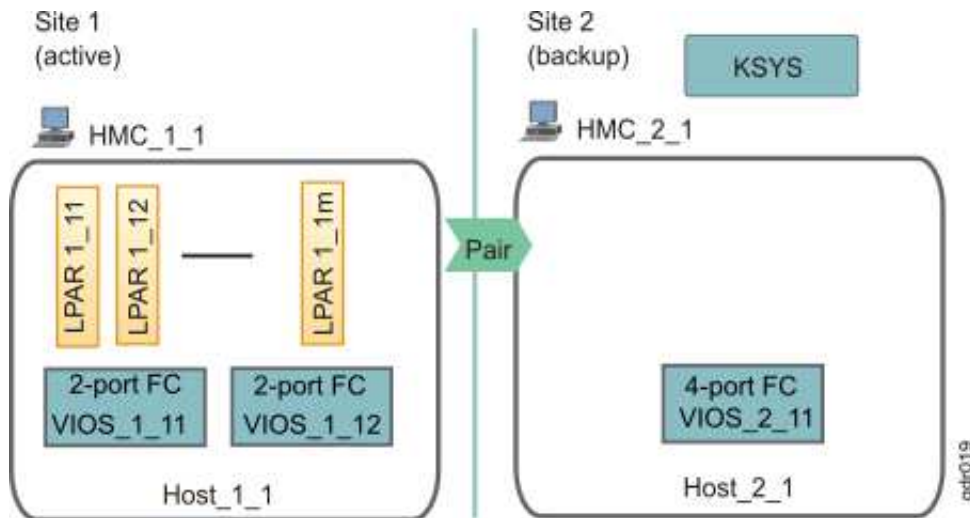 Site 1
(active)
Site 2
(backup)
KSYS
HMC_1_1
HMC_2_1
LPAR 1_11
LPAR 1_12
LPAR 1_1m
Pair
2-port FC
VIOS_1_11
2-port FC
VIOS_1_12
4-port FC
VIOS_2_11
Host_1_1
Host_2_1
gdr019